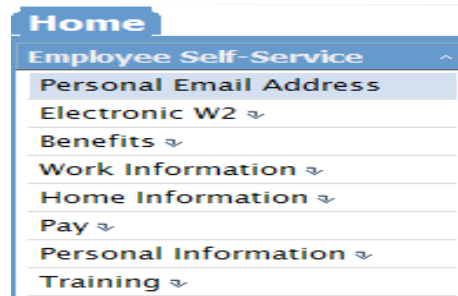 Home
Employee Self-Service
Personal Email Address
Electronic W2
Benefits
Work Information
Home Information
Pay
Personal Information
Training